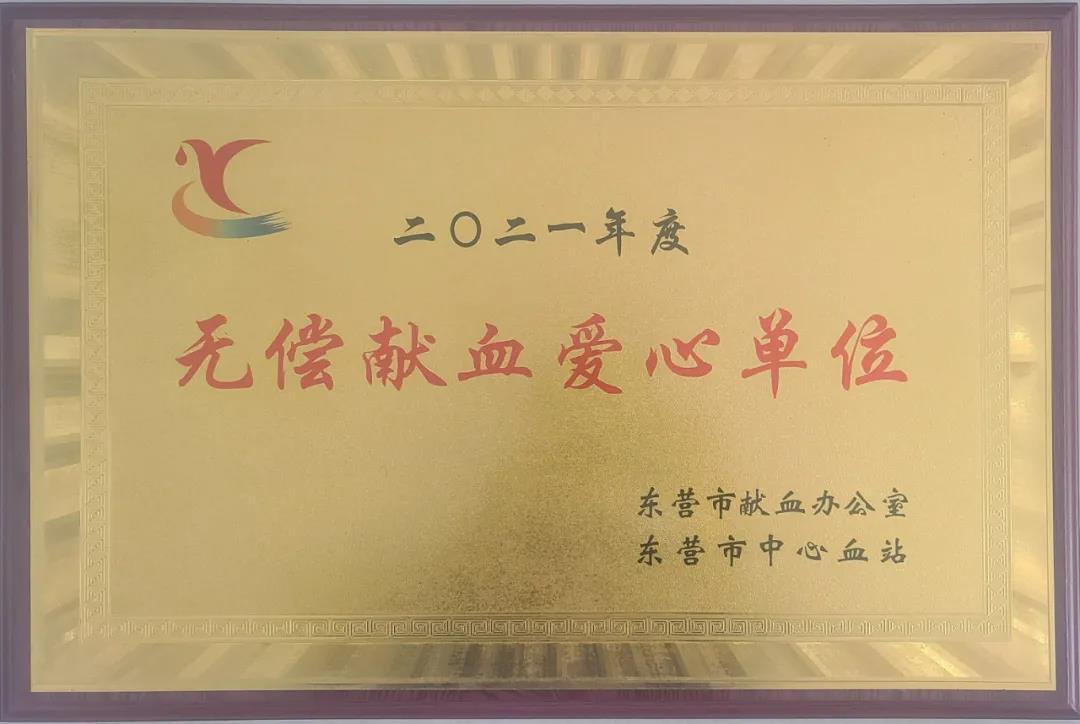 二〇二一年度
无偿献血爱心单位
东营市献血办公室
东营市中心血站